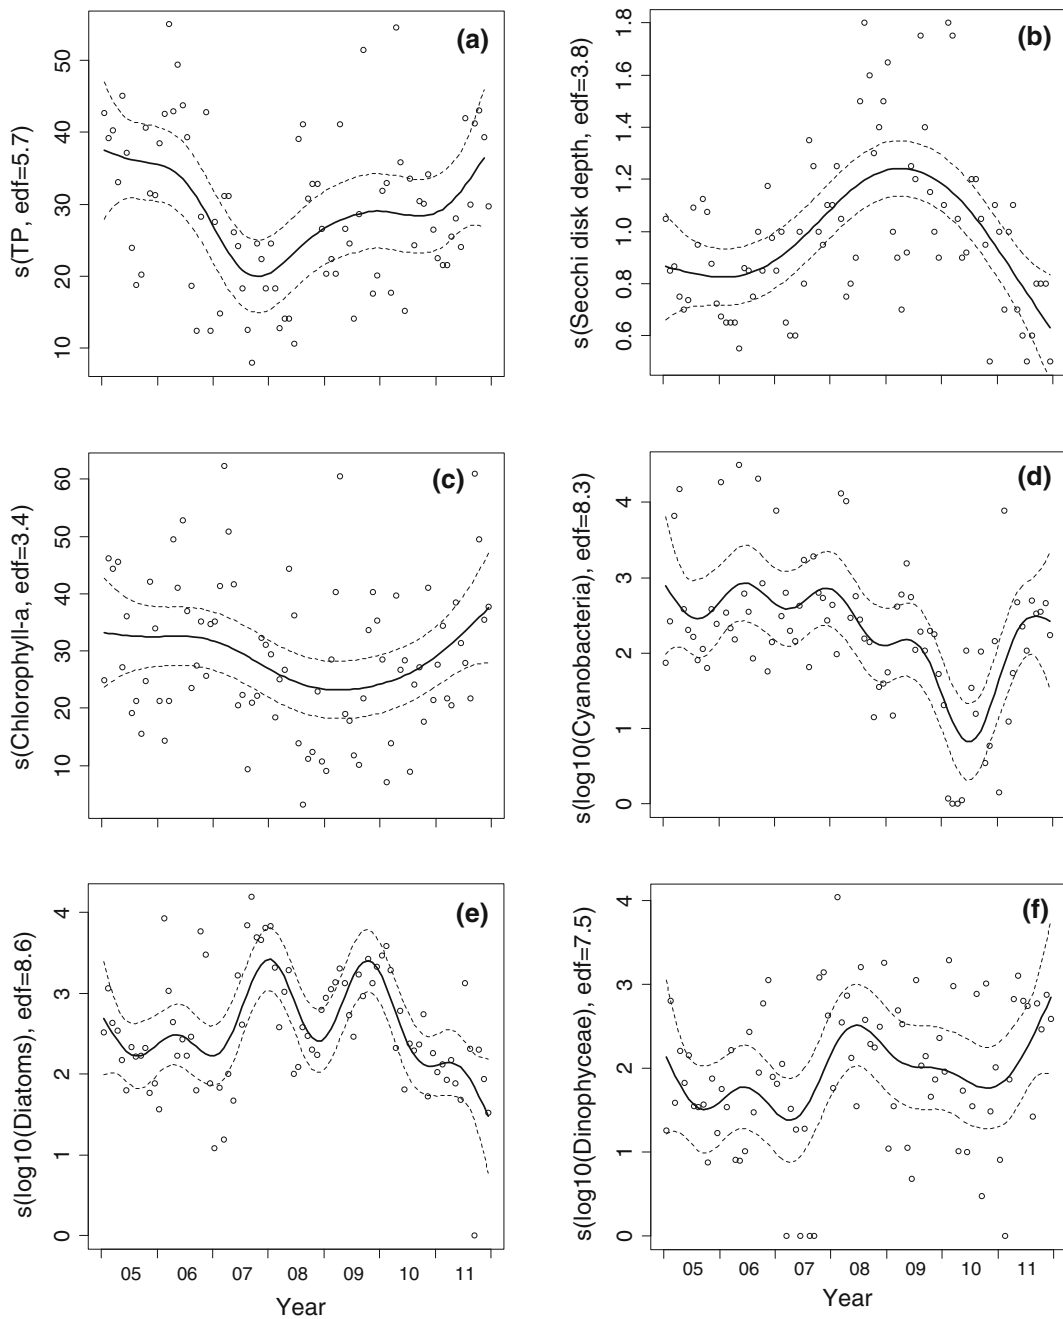 (a)
s(TP, edf=5.7)
10 20 30 40 50
(b)
s(Secchi disk depth, edf=3.8)
0.6 0.8 1.0 1.2 1.4 1.6 1.8
(c)
s(Chlorophyll-a, edf=3.4)
10 20 30 40 50 60
(d)
s(log10(Cyanobacteria), edf=8.3)
0 1 2 3 4
(e)
s(log10(Diatoms), edf=8.6)
0 1 2 3 4
05 06 07 08 09 10 11
Year
(f)
s(log10(Dinophyceae), edf=7.5)
0 1 2 3 4
05 06 07 08 09 10 11
Year